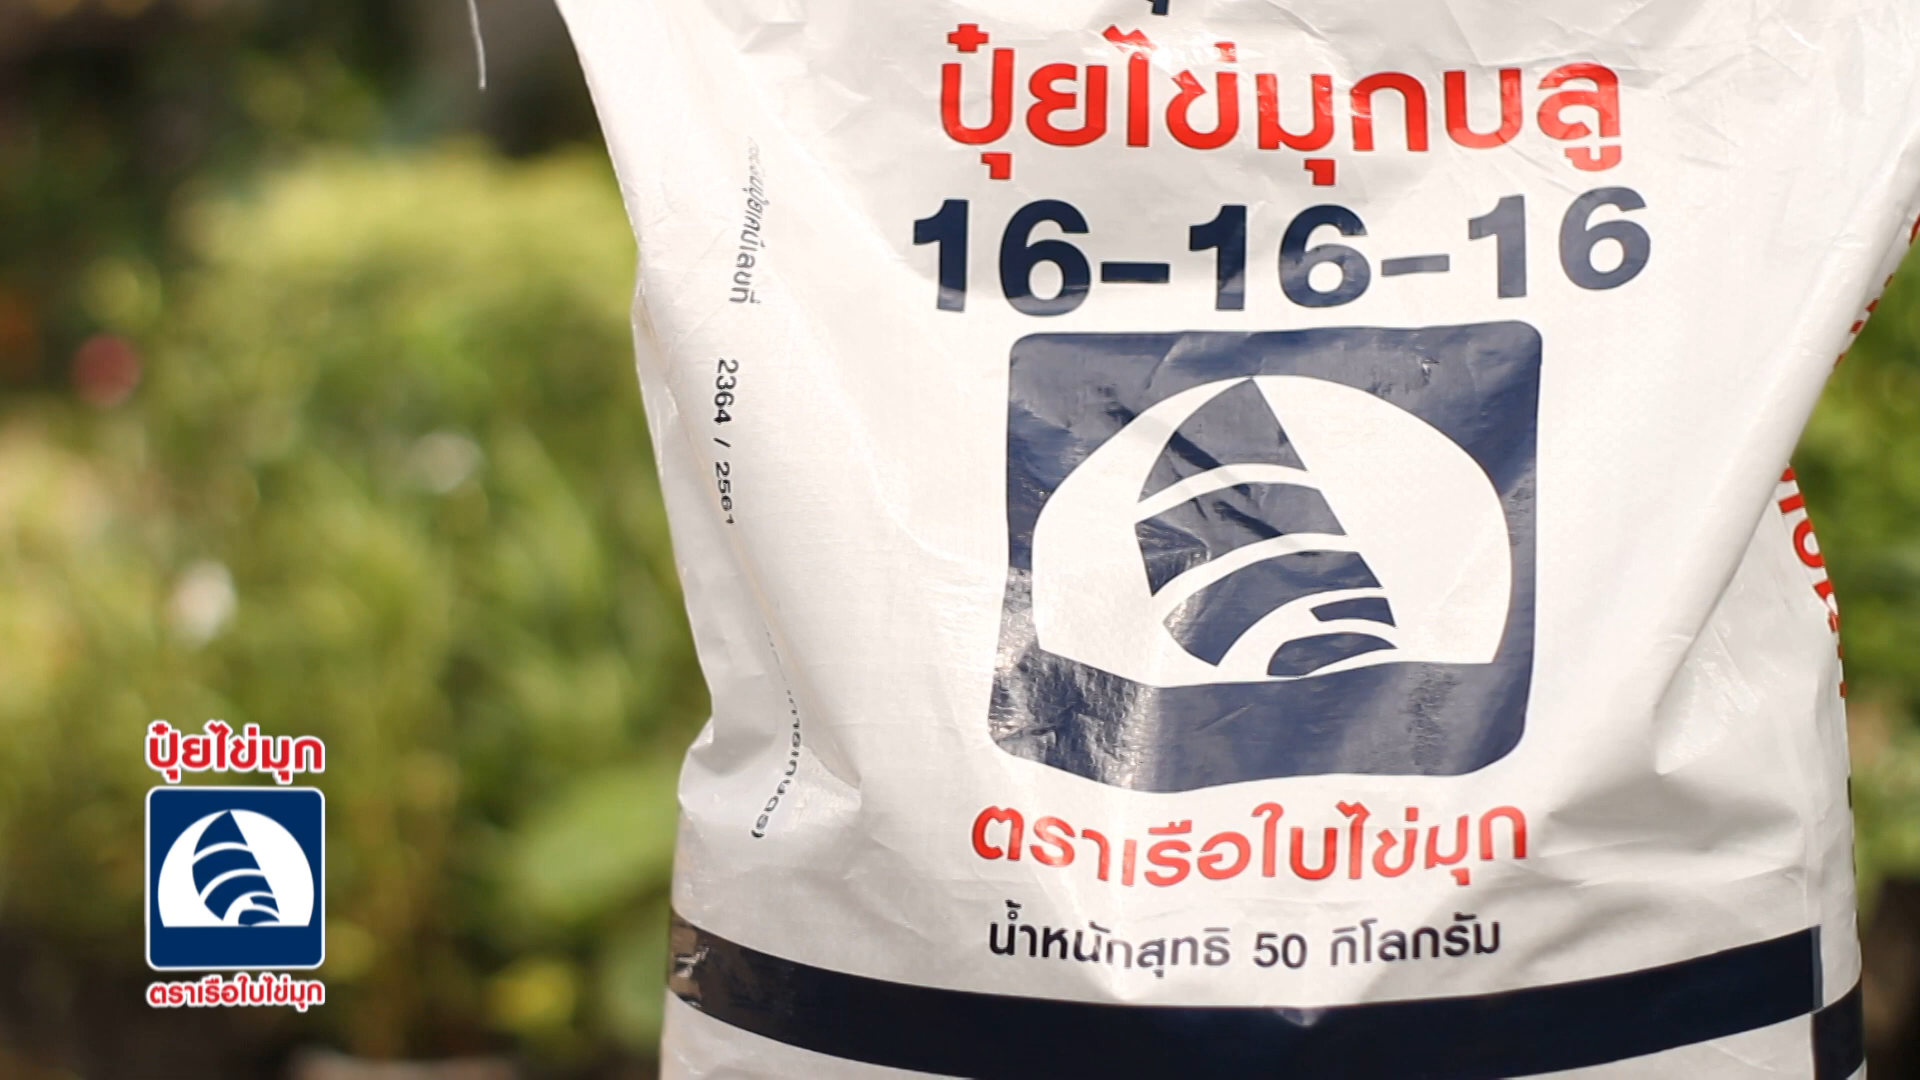 ปุ๋ยไข่มุกบลู
16-16-16
ตราเรือใบไข่มุก
น้ำหนักสุทธิ 50 กิโลกรัม
2364 / 2561
ปุ๋ยไข่มุก
ตราเรือใบไข่มุก